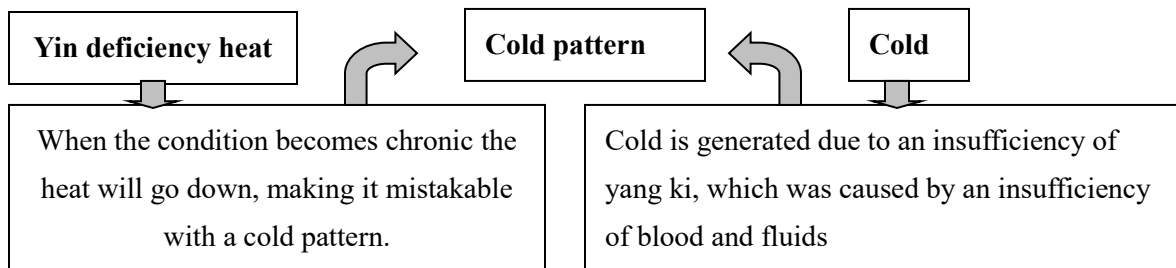 Yin deficiency heat
Cold pattern
Cold
When the condition becomes chronic the
heat will go down, making it mistakable
with a cold pattern.
Cold is generated due to an insufficiency of
yang ki, which was caused by an insufficiency
of blood and fluids